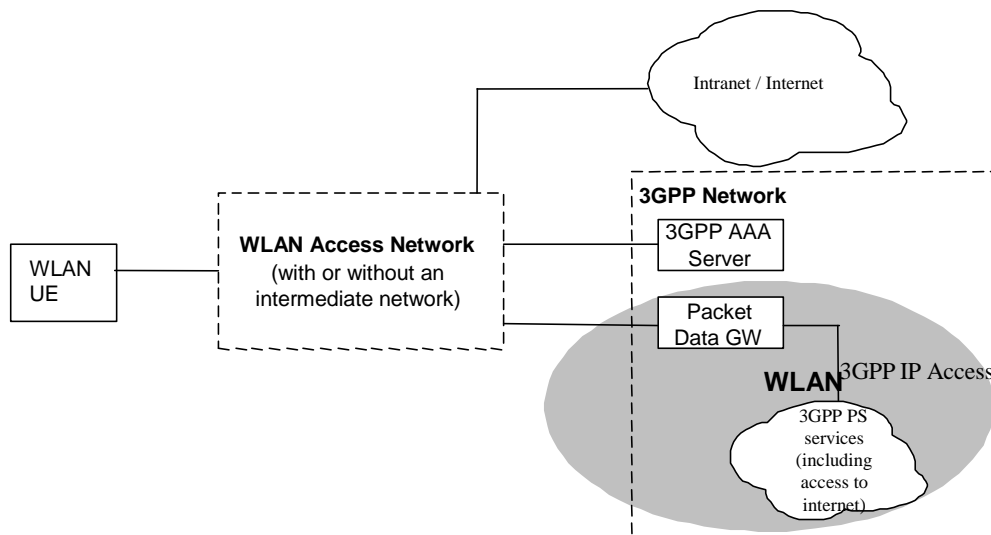 Intranet / Internet
3GPP Network
3GPP AAA
Server
WLAN Access Network
(with or without an
intermediate network)
WLAN
UE
Packet
Data GW
WLAN
3GPP IP Access
3GPP PS
services
(including
access to
internet)